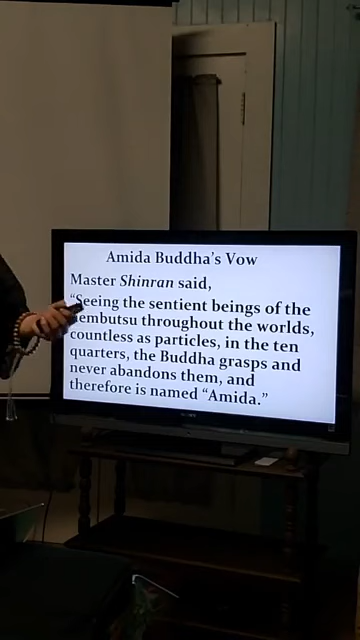 Amida Buddha's Vow
Master Shinran said,
"Seeing the sentient beings of the
nembutsu throughout the worlds,
countless as particles, in the ten
quarters, the Buddha grasps and
never abandons them, and
therefore is named "Amida."